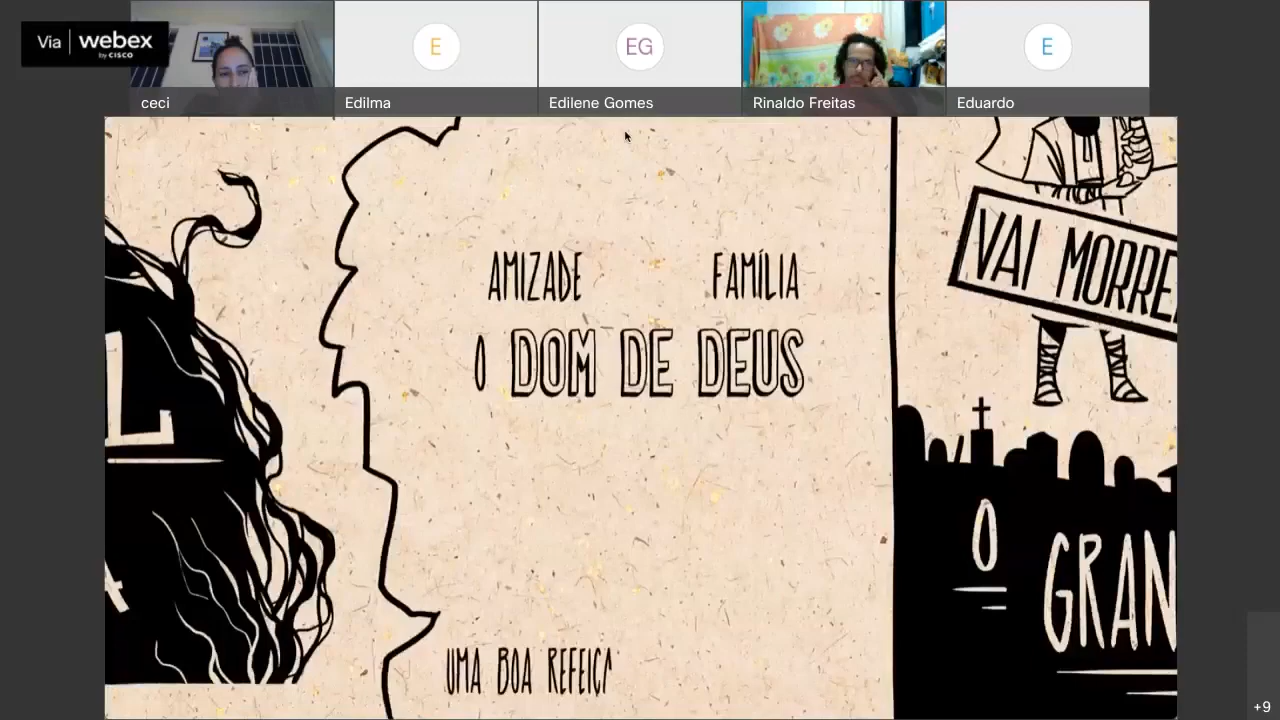 Via webex
by CISCO
E
EG
E
ceci
Edilma
Edilene Gomes
Rinaldo Freitas
Eduardo
VAI MORRE
AMIZADE FAMÍLIA
O DOM DE DEUS
L
O
GRAN
UMA BOA REFEIÇ
+9